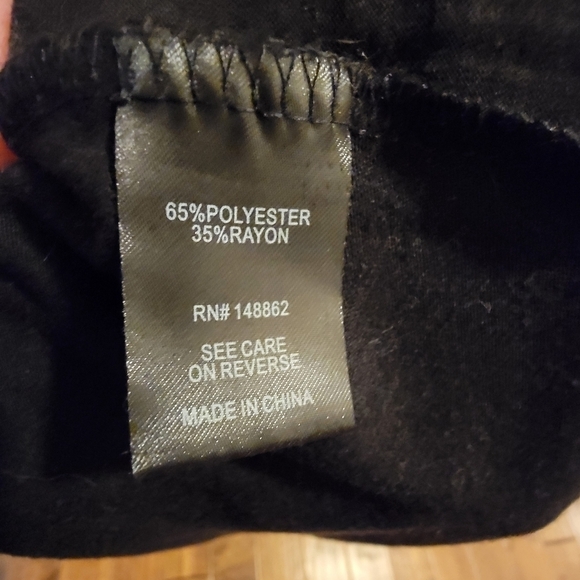 65%POLYESTER
35%RAYON
RN# 148862
SEE CARE
ON REVERSE
MADE IN CHINA